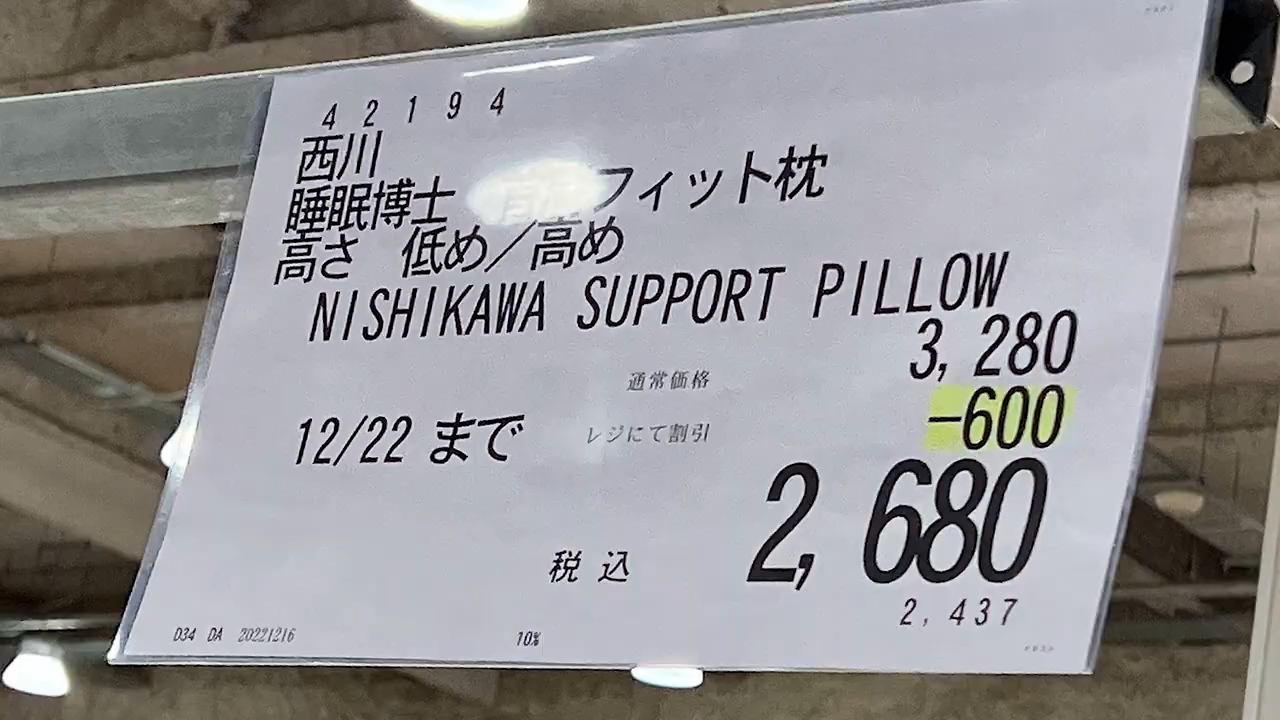 42194
西川
睡眠博士 フィット枕
高さ 低め／高め
NISHIKAWA SUPPORT PILLOW
3,280
通常価格
-600
12/22 まで レジにて割引
2,680
税込
2,437
D34 DA 20221216 10%